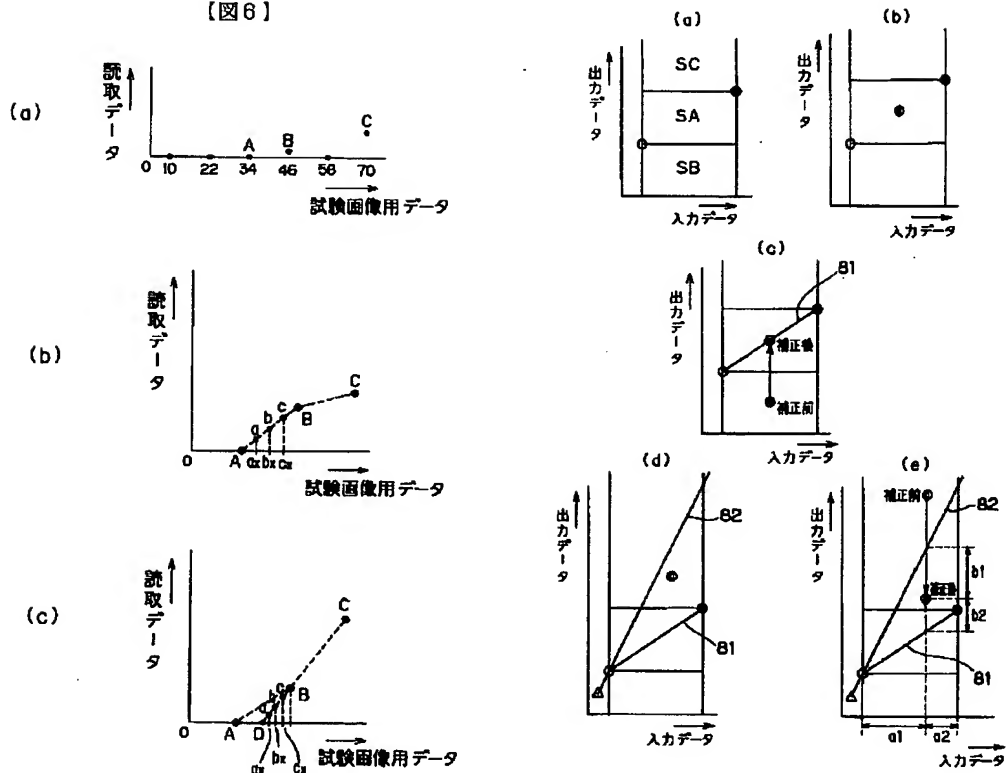 【図6】
(a)
読取データ
A
B
C
0
10
22
34
46
58
70
試験画像用データ
(b)
読取データ
a
b
c
B
C
0
A
ax
bx
cx
試験画像用データ
(c)
読取データ
C
a
b
c
B
0
A
D
ax
bx
cx
試験画像用データ
(a)
出力データ
SC
SA
SB
入力データ
(b)
出力データ
入力データ
(c)
出力データ
81
補正後
補正前
入力データ
(d)
出力データ
82
81
入力データ
(e)
出力データ
補正前
82
補正後
b1
b2
81
a1
a2
入力データ